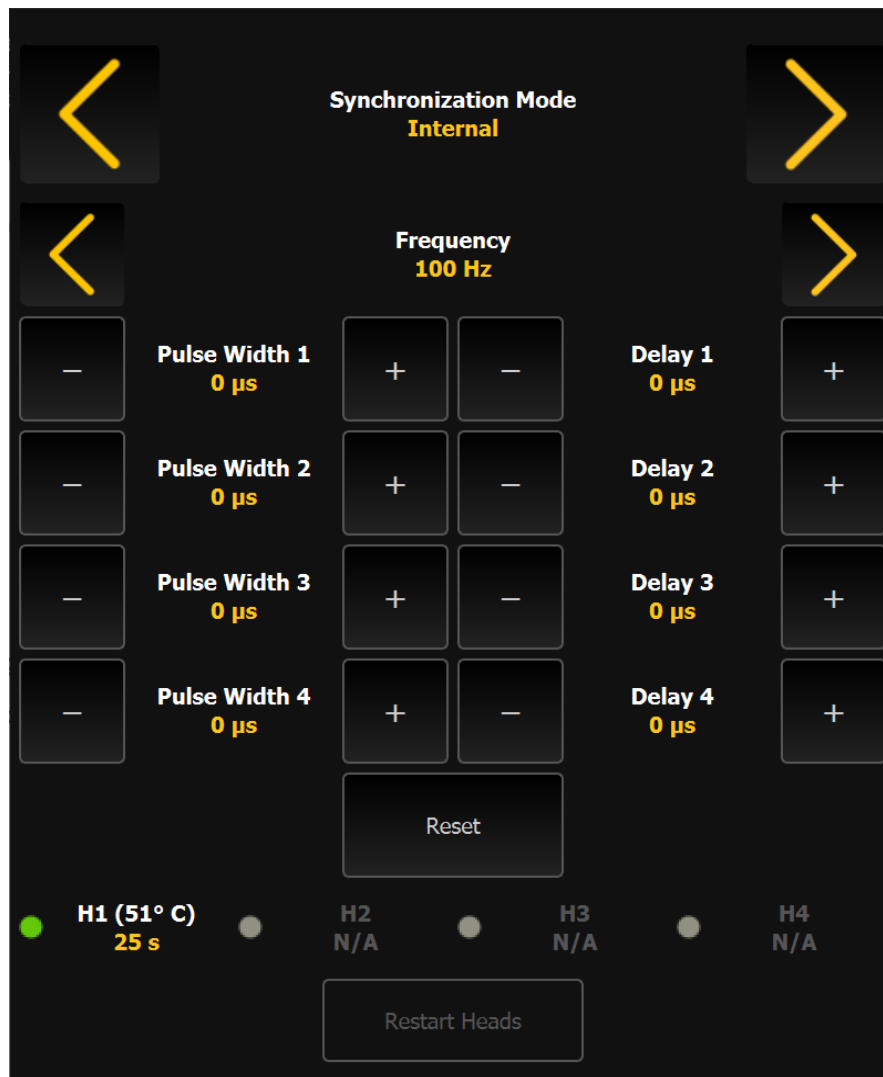 Synchronization Mode
Internal
Frequency
100 Hz
− Pulse Width 1 + − Delay 1 +
0 µs 0 µs
− Pulse Width 2 + − Delay 2 +
0 µs 0 µs
− Pulse Width 3 + − Delay 3 +
0 µs 0 µs
− Pulse Width 4 + − Delay 4 +
0 µs 0 µs
Reset
H1 (51° C) H2 H3 H4
25 s N/A N/A N/A
Restart Heads